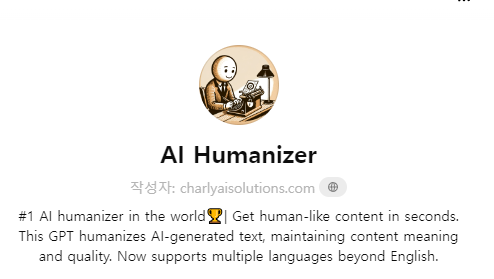 AI Humanizer
작성자: charlyaisolutions.com
#1 AI humanizer in the world🏆| Get human-like content in seconds.
This GPT humanizes AI-generated text, maintaining content meaning
and quality. Now supports multiple languages beyond English.